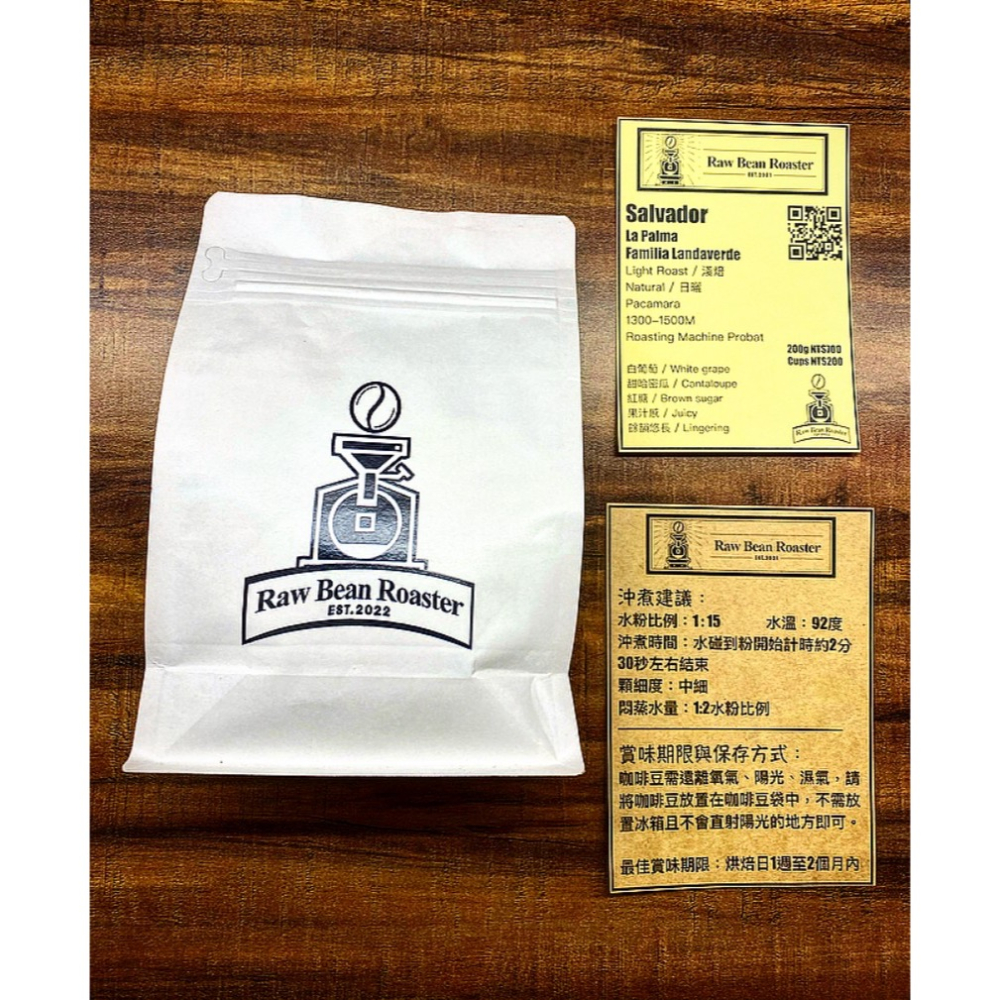 Raw Bean Roaster
EST.2022
Raw Bean Roaster
EST.2001
Salvador
La Palma
Familia Landaverde
Light Roast / 淺焙
Natural / 日曬
Pacamara
1300-1500M
Roasting Machine Probat
200g
Cups NT$200
白葡萄 / White grape
甜哈密瓜 / Cantaloupe
紅糖 / Brown sugar
果汁感 / Juicy
餘韻悠長 / Lingering
Raw Bean Roaster
Raw Bean Roaster
EST.2001
沖煮建議：
水粉比例：1:15 水溫：92度
沖煮時間：水碰到粉開始計時約2分
30秒左右結束
顆細度：中細
悶蒸水量：1:2水粉比例
賞味期限與保存方式：
咖啡豆需遠離氧氣、陽光、濕氣，請
將咖啡豆放置在咖啡豆袋中，不需放
置冰箱且不會直射陽光的地方即可。
最佳賞味期限：烘焙日1週至2個月內